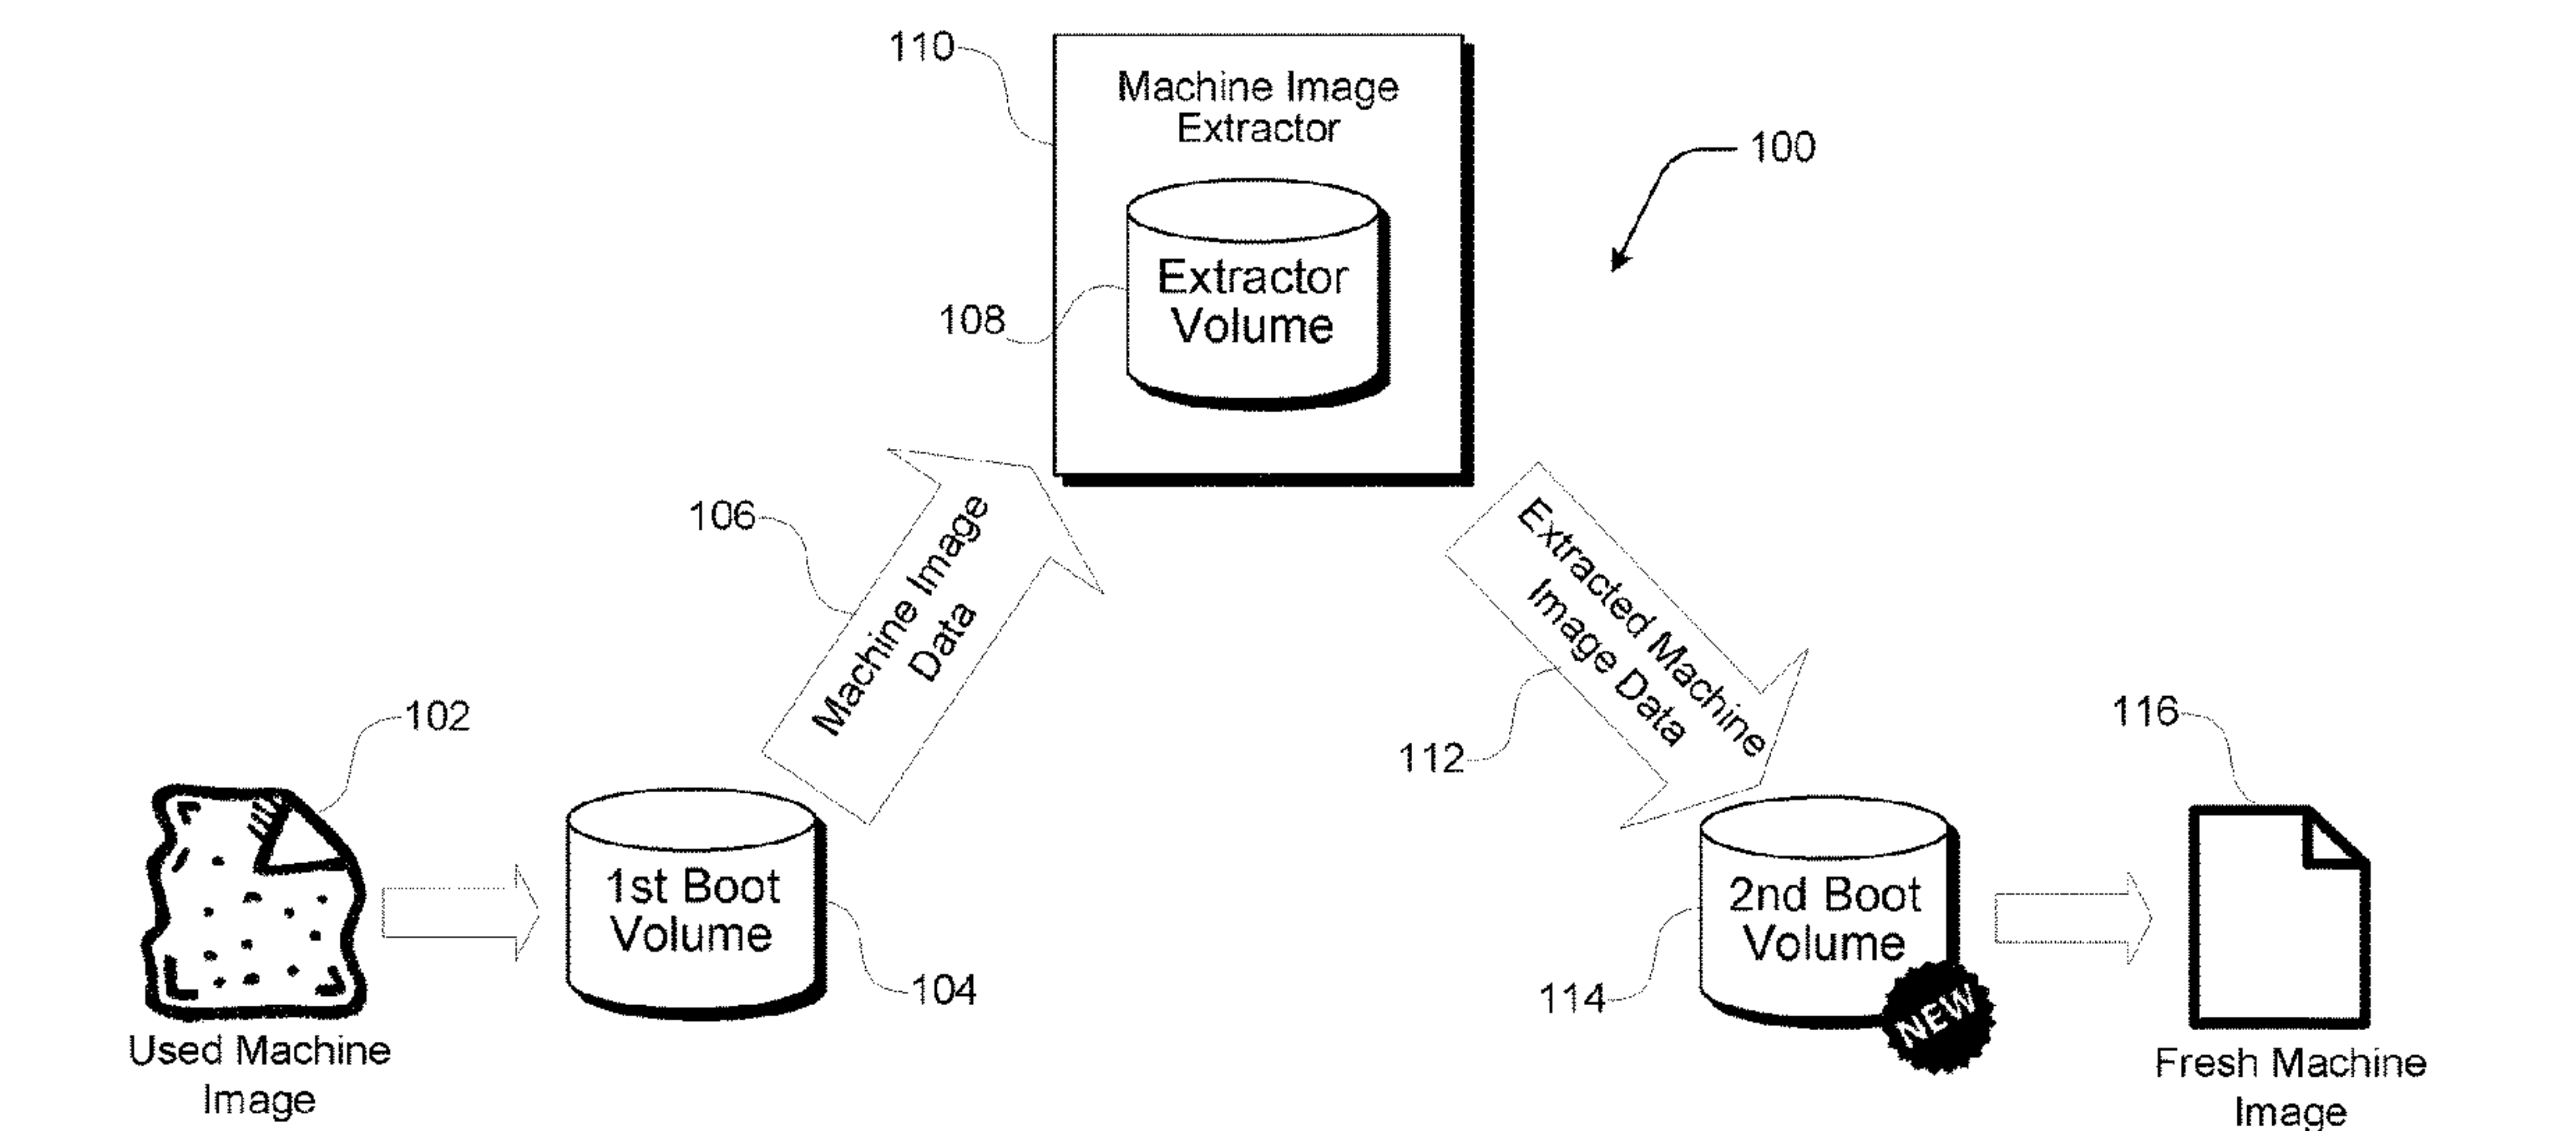 110
Machine Image
Extractor
100
Extractor
Volume
108
106
Machine Image
Data
Extracted Machine
Image Data
112
102
116
1st Boot
Volume
104
2nd Boot
Volume
114
NEW
Used Machine
Image
Fresh Machine
Image